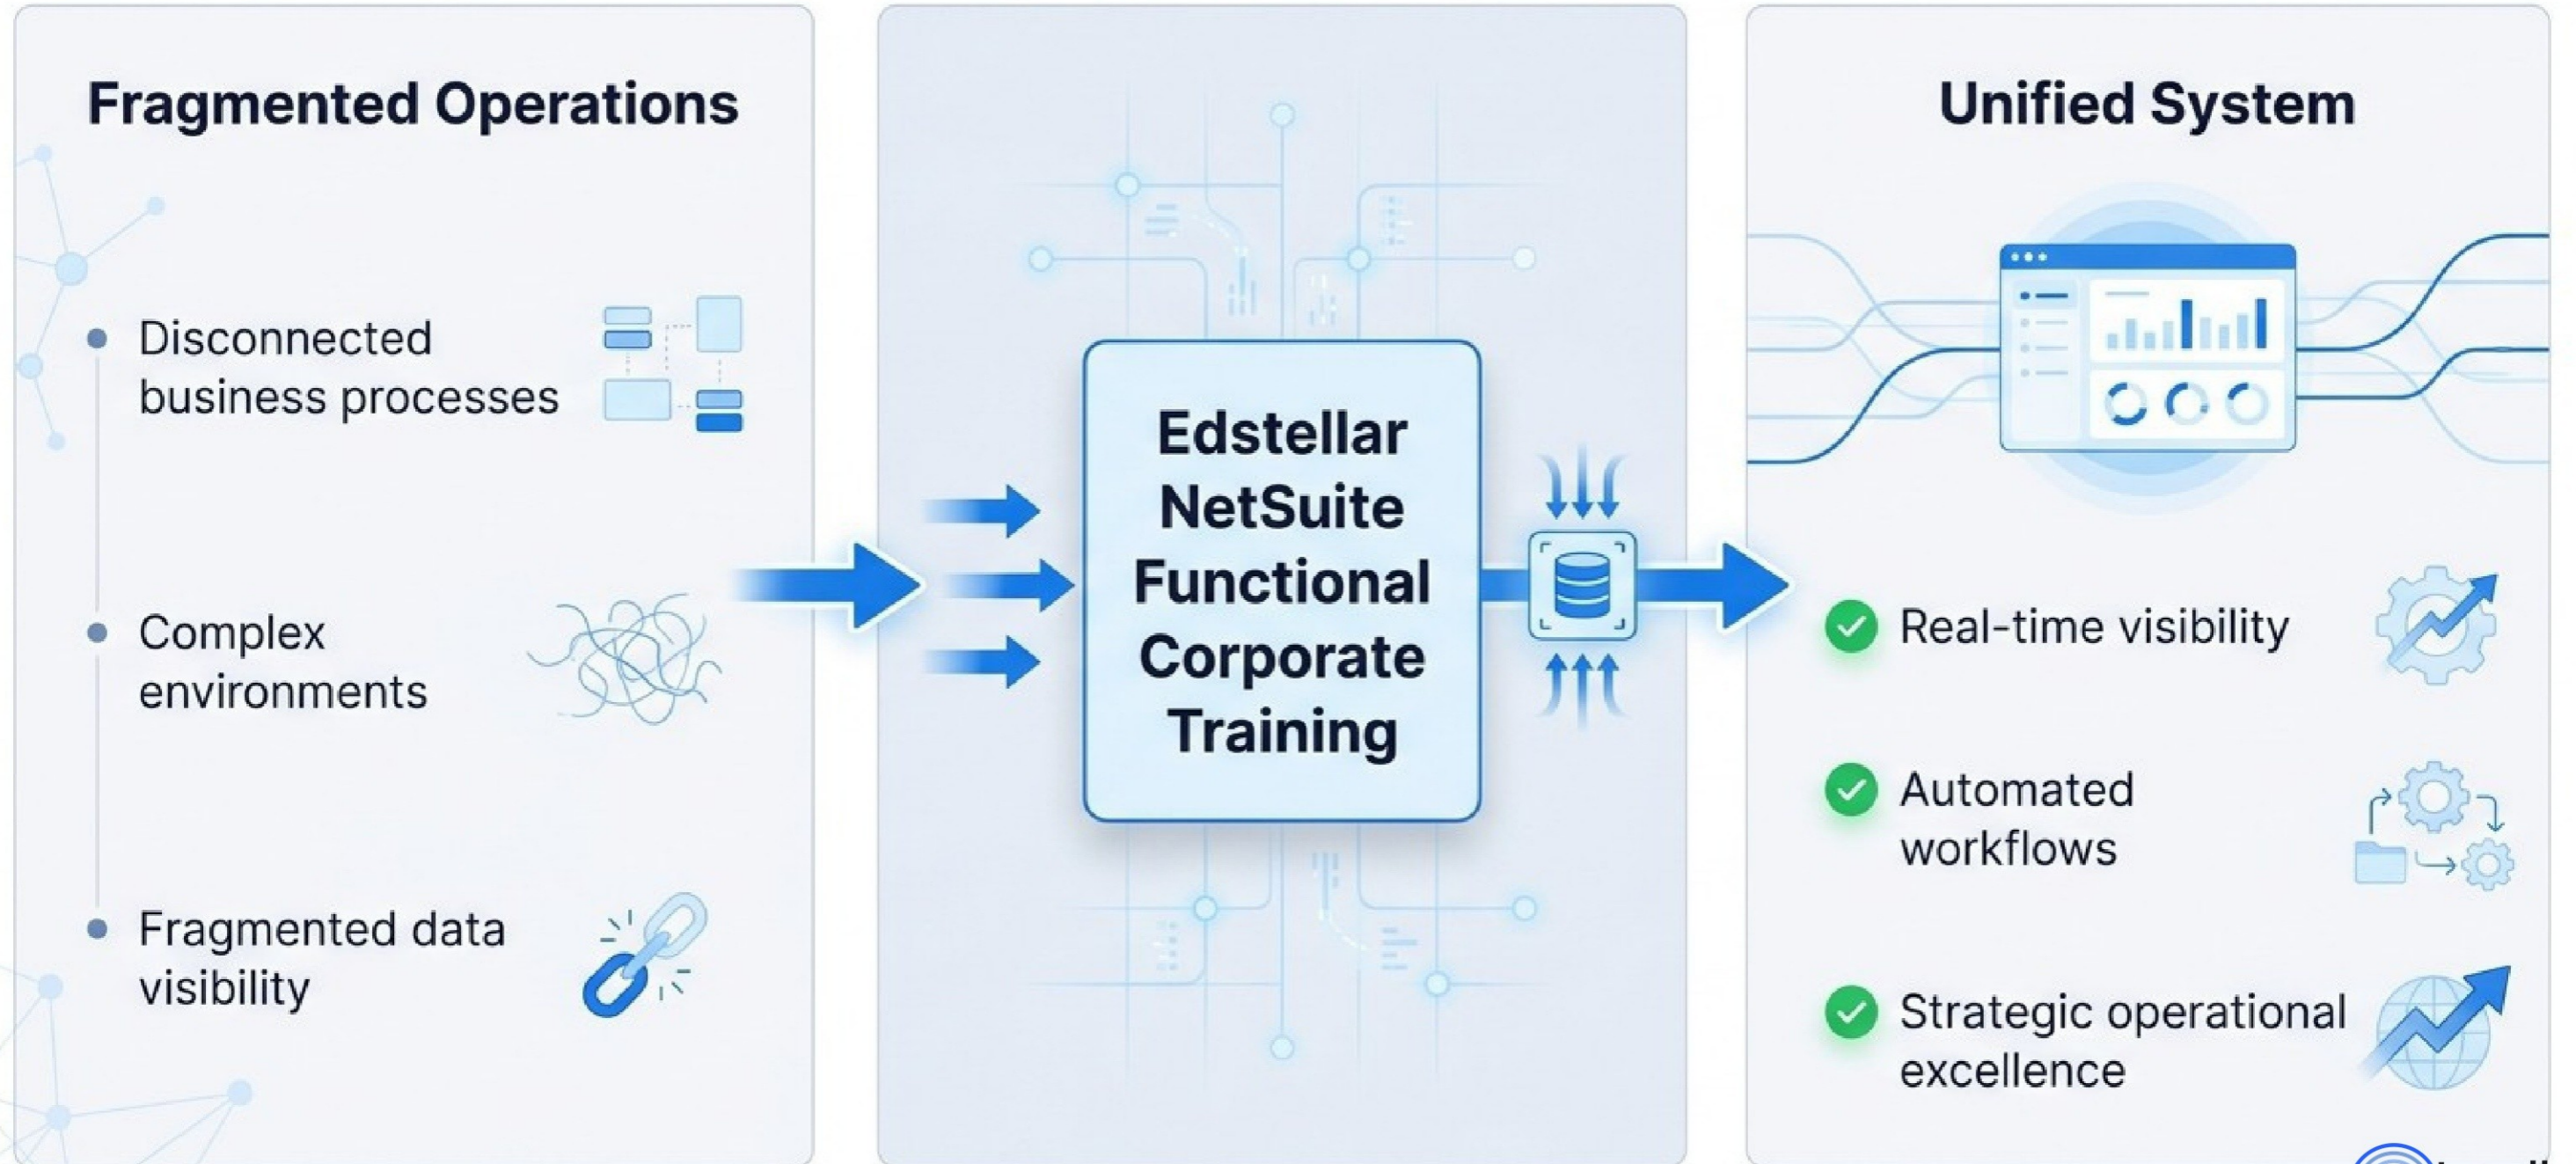 Fragmented Operations
Disconnected
business processes
Complex
environments
Fragmented data
visibility
Edstellar
NetSuite
Functional
Corporate
Training
Unified System
Real-time visibility
Automated
workflows
Strategic operational
excellence